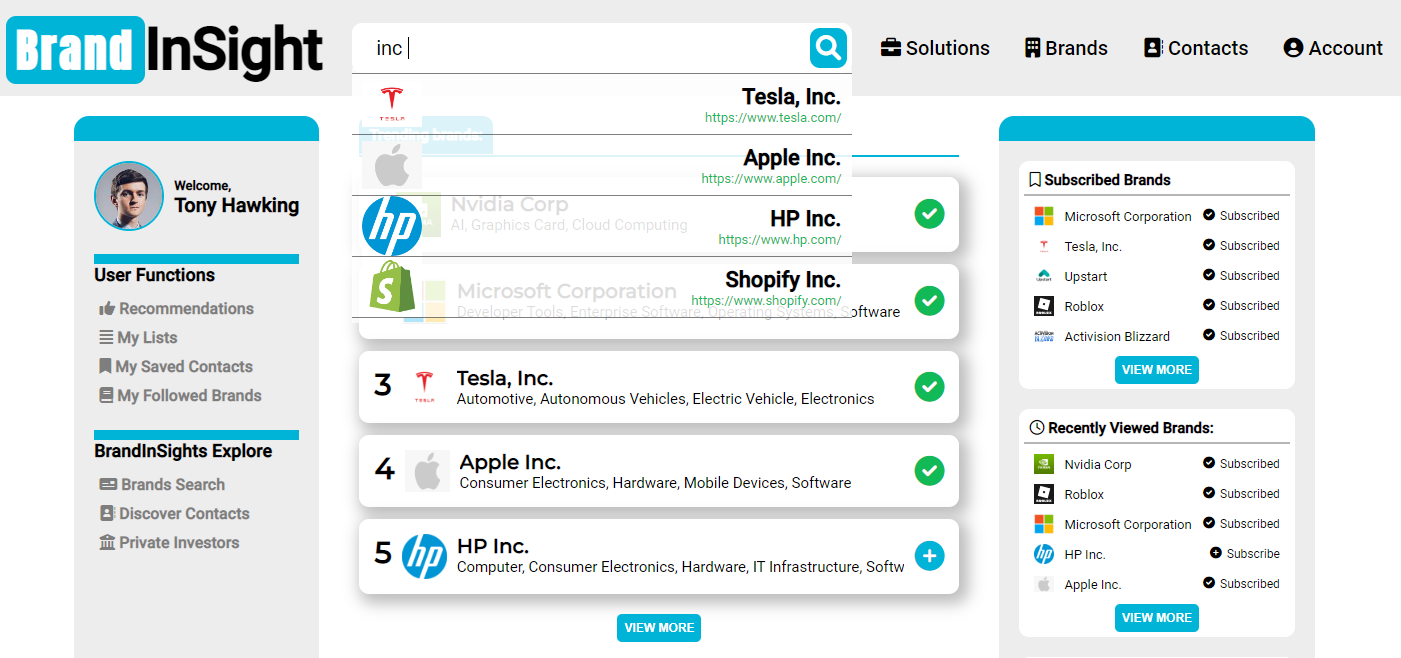 Brand InSight
inc
Solutions
Brands
Contacts
Account
Tesla, Inc.
https://www.tesla.com/
TESLA
Trending brands:
Apple Inc.
https://www.apple.com/
HP Inc.
https://www.hp.com/
hp
Shopify Inc.
https://www.shopify.com/
Welcome,
Tony Hawking
User Functions
Recommendations
My Lists
My Saved Contacts
My Followed Brands
BrandInSights Explore
Brands Search
Discover Contacts
Private Investors
Nvidia Corp
AI, Graphics Card, Cloud Computing
Microsoft Corporation
Developer Tools, Enterprise Software, Operating Systems, Software
3
TESLA
Tesla, Inc.
Automotive, Autonomous Vehicles, Electric Vehicle, Electronics
4
Apple Inc.
Consumer Electronics, Hardware, Mobile Devices, Software
5
hp
HP Inc.
Computer, Consumer Electronics, Hardware, IT Infrastructure, Softw
VIEW MORE
Subscribed Brands
Microsoft Corporation Subscribed
Tesla, Inc. Subscribed
Upstart Subscribed
Roblox Subscribed
Activision Blizzard Subscribed
VIEW MORE
Recently Viewed Brands:
Nvidia Corp Subscribed
Roblox Subscribed
Microsoft Corporation Subscribed
HP Inc. Subscribe
Apple Inc. Subscribed
VIEW MORE